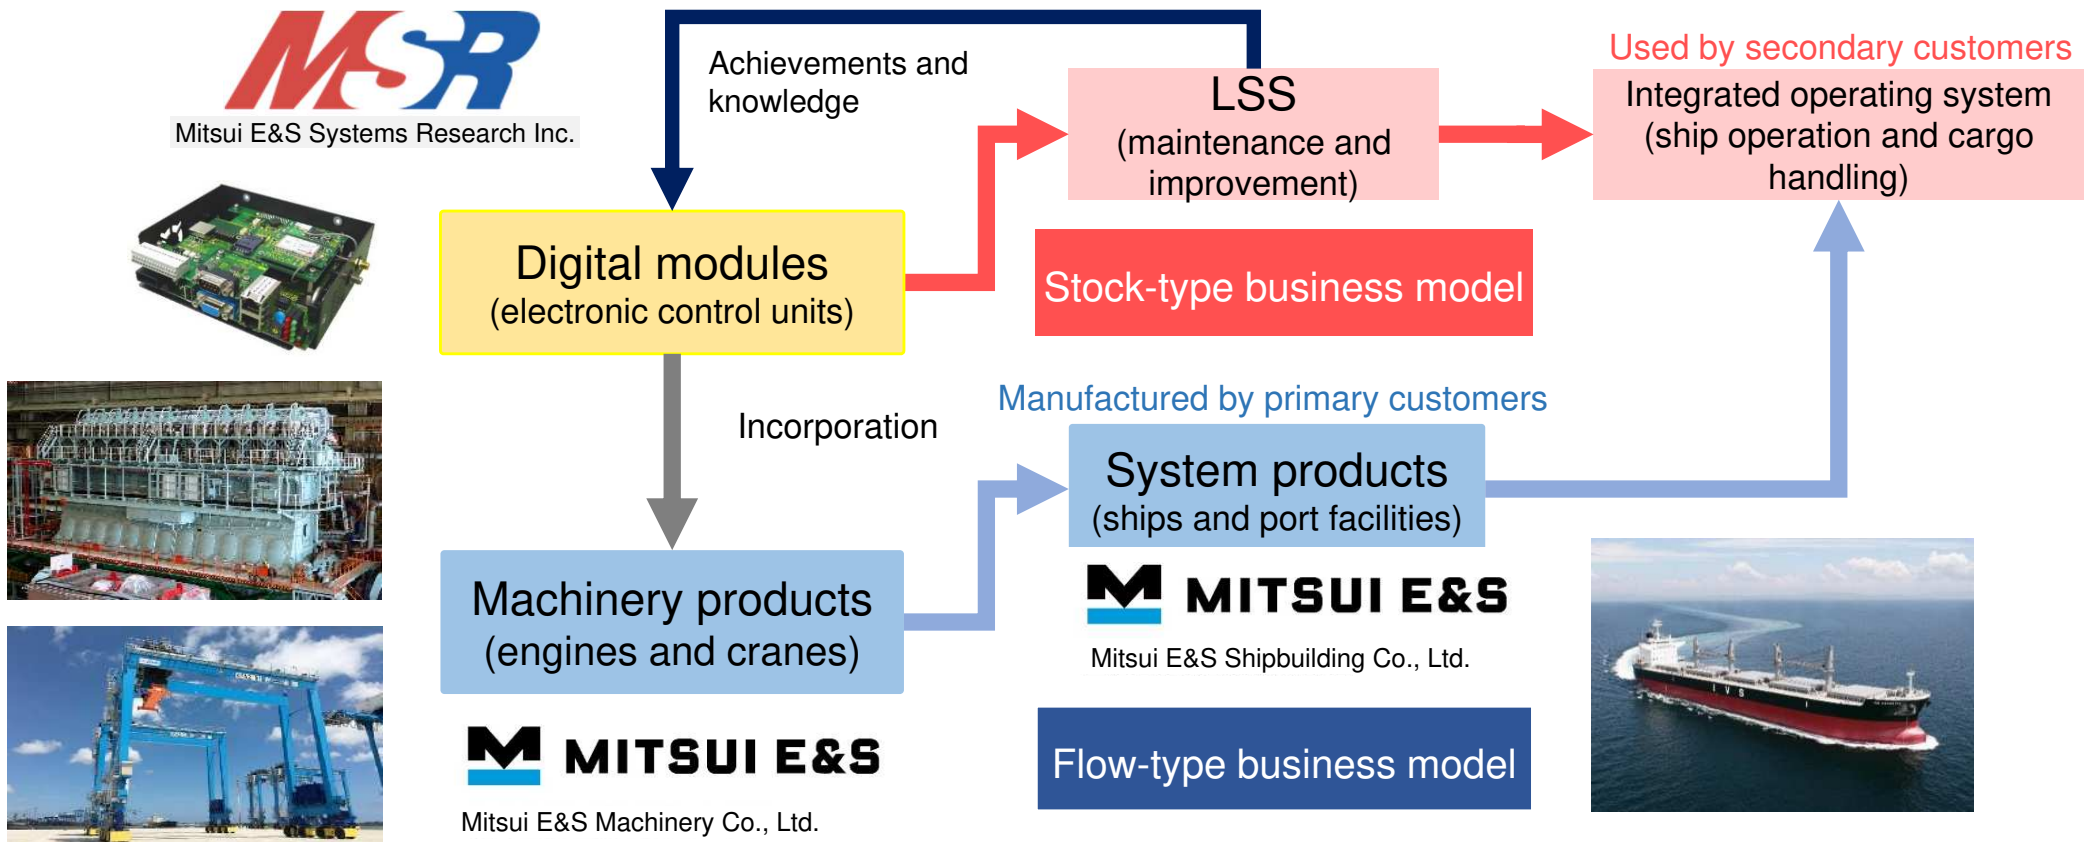 MSR
Mitsui E&S Systems Research Inc.
Achievements and
knowledge
LSS
(maintenance and
improvement)
Used by secondary customers
Integrated operating system
(ship operation and cargo
handling)
Digital modules
(electronic control units)
Stock-type business model
Incorporation
Manufactured by primary customers
System products
(ships and port facilities)
Machinery products
(engines and cranes)
MITSUI E&S
Mitsui E&S Shipbuilding Co., Ltd.
MITSUI E&S
Mitsui E&S Machinery Co., Ltd.
Flow-type business model
I V S